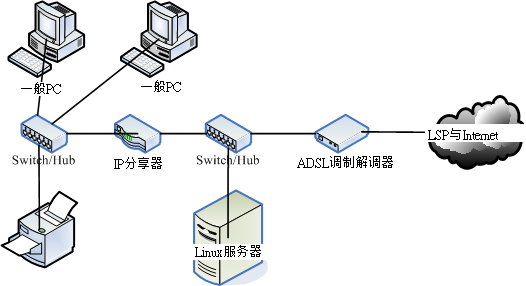 一般PC
一般PC
Switch/Hub
IP分享器
Switch/Hub
ADSL调制解调器
LSP与Internet
Linux服务器